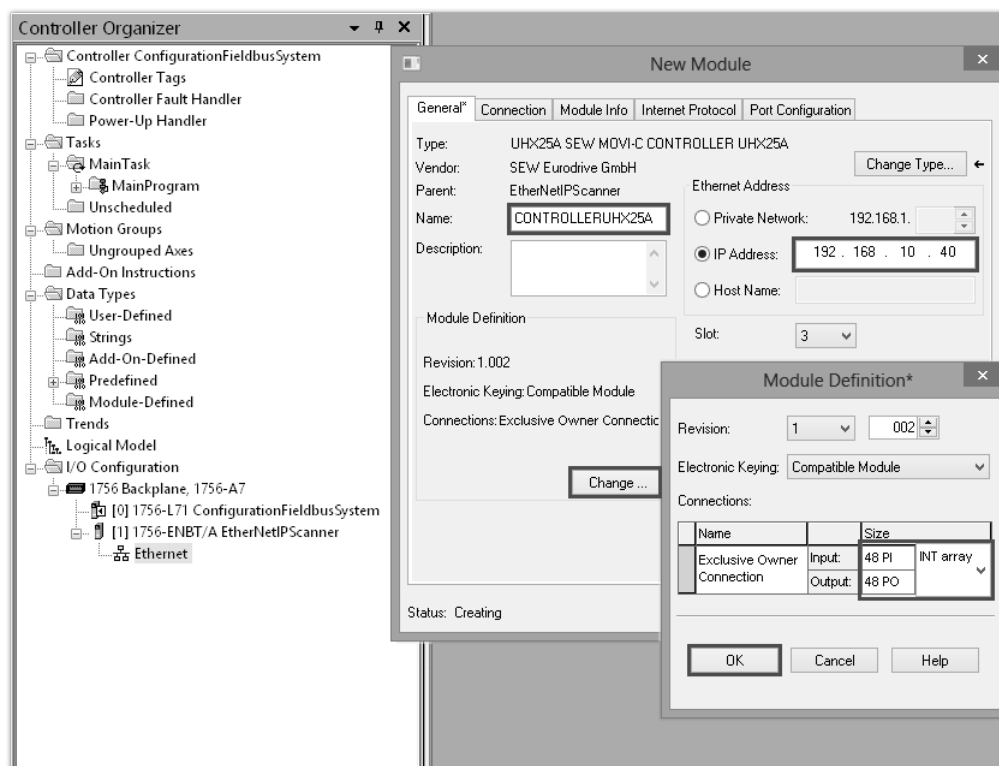 Controller Organizer
Controller ConfigurationFieldbusSystem
Controller Tags
Controller Fault Handler
Power-Up Handler
Tasks
MainTask
MainProgram
Unscheduled
Motion Groups
Ungrouped Axes
Add-On Instructions
Data Types
User-Defined
Strings
Add-On-Defined
Predefined
Module-Defined
Trends
Logical Model
I/O Configuration
1756 Backplane, 1756-A7
[0] 1756-L71 ConfigurationFieldbusSystem
[1] 1756-ENBT/A EtherNetIPScanner
Ethernet
New Module
General* Connection Module Info Internet Protocol Port Configuration
Type: UHX25A SEW MOVI-C CONTROLLER UHX25A
Vendor: SEW Eurodrive GmbH
Change Type...
Parent: EtherNetIPScanner
Name: CONTROLLERUHX25A
Description:
Ethernet Address
Private Network: 192.168.1.
IP Address: 192 . 168 . 10 . 40
Host Name:
Slot: 3
Module Definition
Revision: 1.002
Electronic Keying: Compatible Module
Connections: Exclusive Owner Connectic
Change ...
Status: Creating
Module Definition*
Revision: 1 002
Electronic Keying: Compatible Module
Connections:
Name Size
Exclusive Owner Connection Input: 48 PI INT array
Output: 48 PO
OK Cancel Help